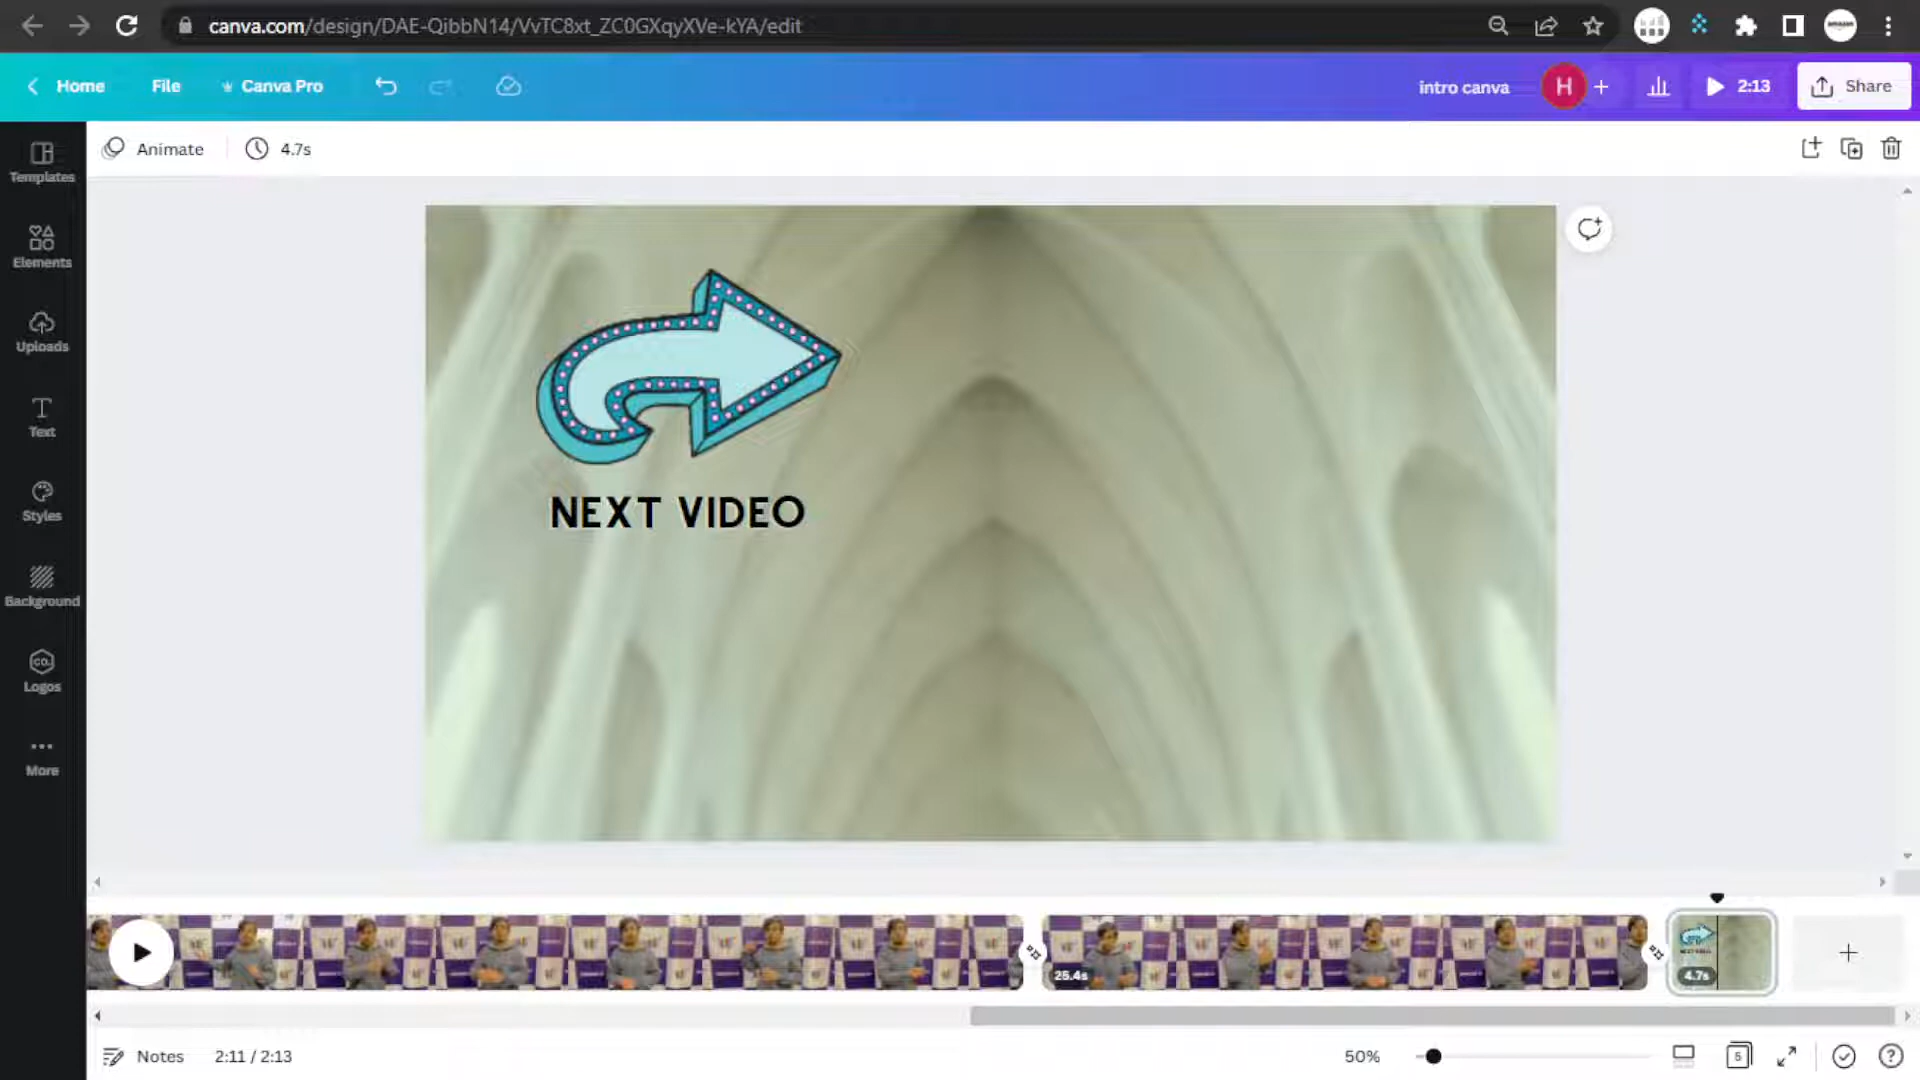 canva.com/design/DAE-QibbN14/VvTC8xt_ZC0GXqyXVe-kYA/edit
Home
File
Canva Pro
intro canva
H
2:13
Share
Animate
4.7s
Templates
Elements
Uploads
Text
Styles
Background
CO.
Logos
More
NEXT VIDEO
25.4s
4.7s
Notes
2:11 / 2:13
50%
5